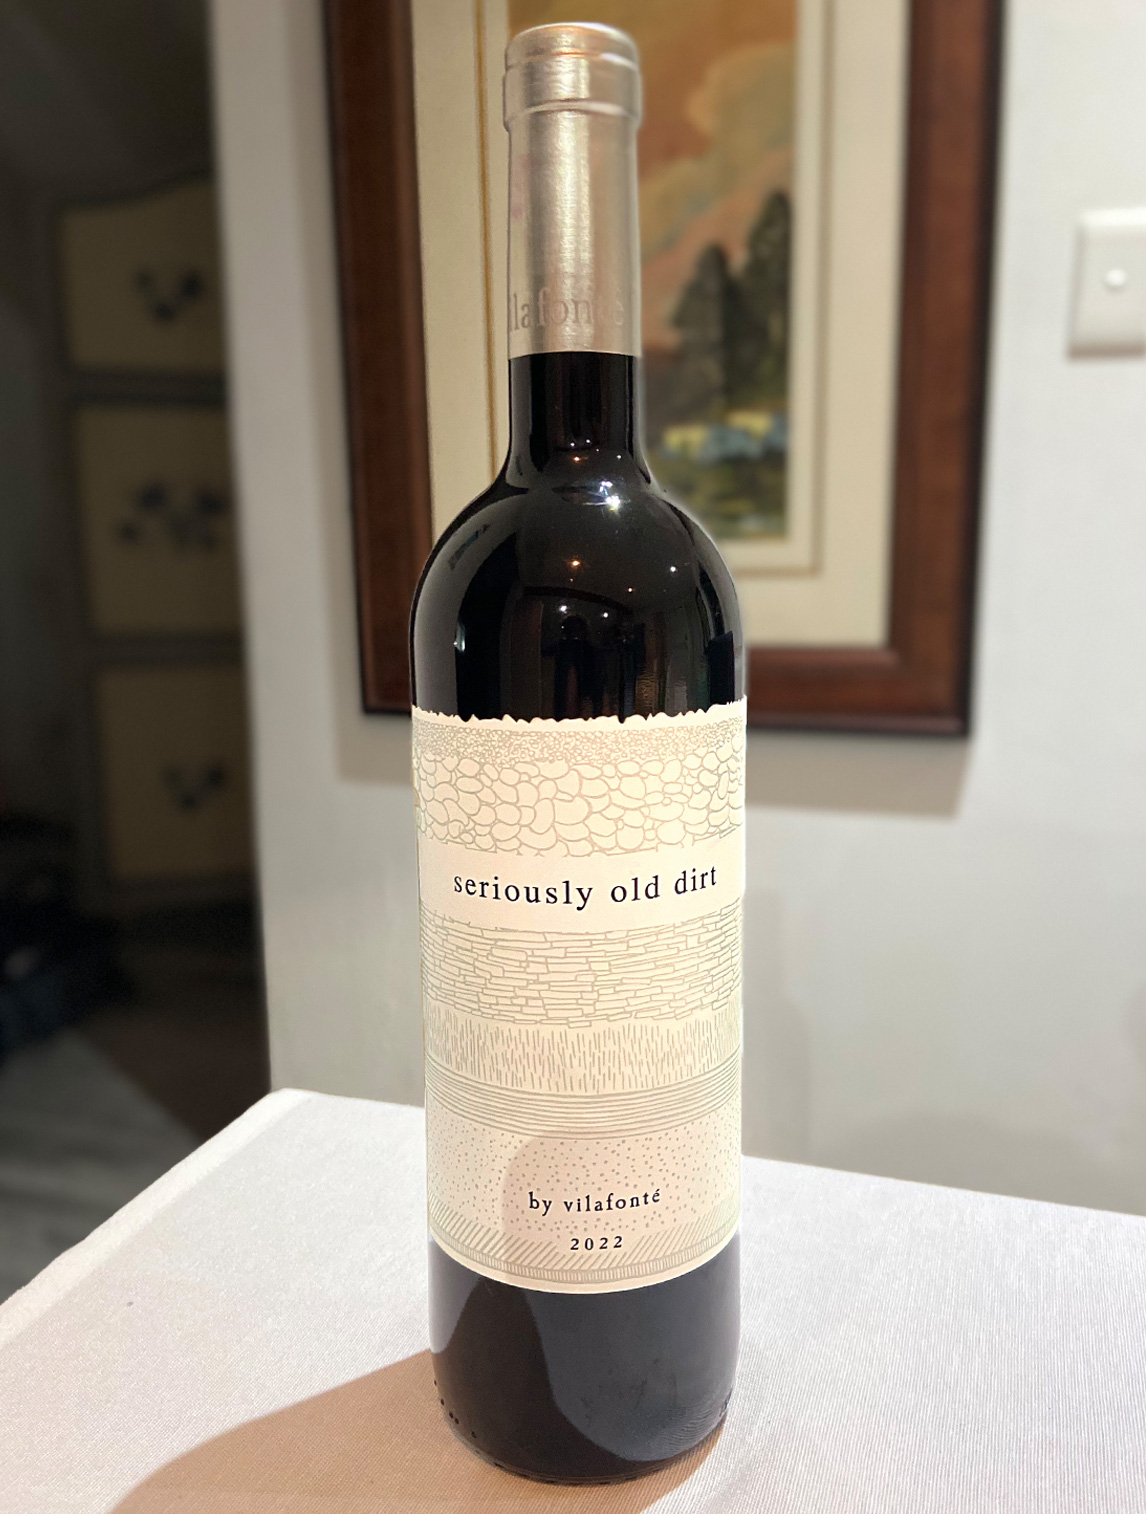 vilafonté
seriously old dirt
by vilafonté
2022